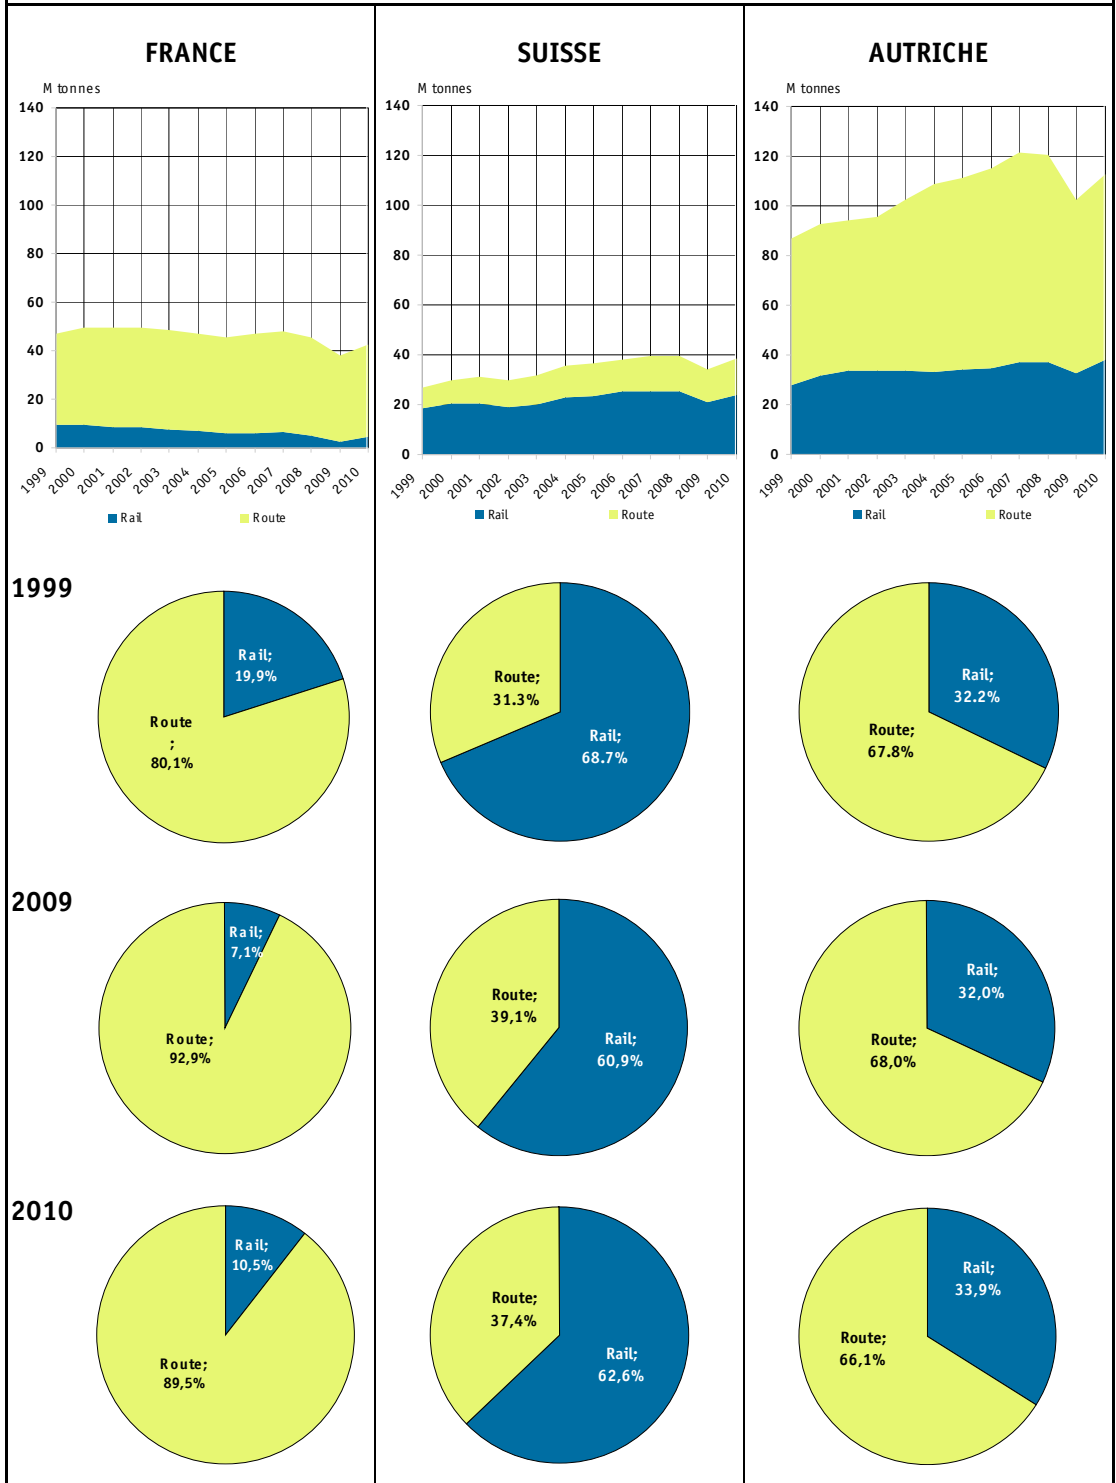 FRANCE
M tonnes
140
120
100
80
60
40
20
0
1999
2000
2001
2002
2003
2004
2005
2006
2007
2008
2009
2010
Rail
Route
SUISSE
M tonnes
140
120
100
80
60
40
20
0
1999
2000
2001
2002
2003
2004
2005
2006
2007
2008
2009
2010
Rail
Route
AUTRICHE
M tonnes
140
120
100
80
60
40
20
0
1999
2000
2001
2002
2003
2004
2005
2006
2007
2008
2009
2010
Rail
Route
1999
Rail;
19,9%
Route
;
80,1%
Route;
31.3%
Rail;
68.7%
Rail;
32.2%
Route;
67.8%
2009
Rail;
7,1%
Route;
92,9%
Route;
39,1%
Rail;
60,9%
Rail;
32,0%
Route;
68,0%
2010
Rail;
10,5%
Route;
89,5%
Route;
37,4%
Rail;
62,6%
Rail;
33,9%
Route;
66,1%